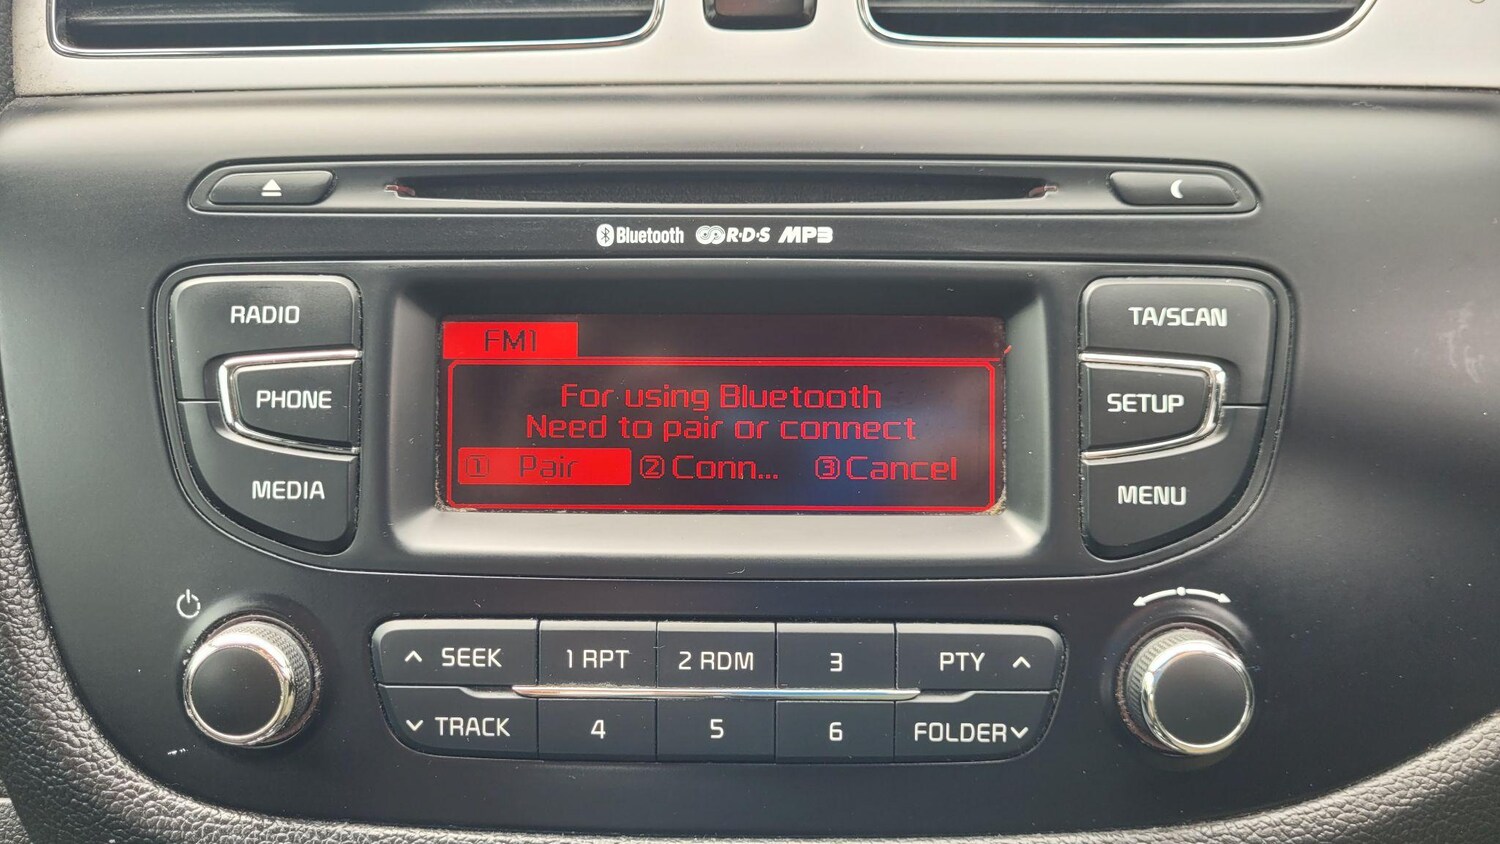 Bluetooth R·D·S MP3
RADIO
PHONE
MEDIA
FM1
For using Bluetooth
Need to pair or connect
1 Pair 2 Conn... 3 Cancel
TA/SCAN
SETUP
MENU
SEEK 1 RPT 2 RDM 3 PTY
TRACK 4 5 6 FOLDER